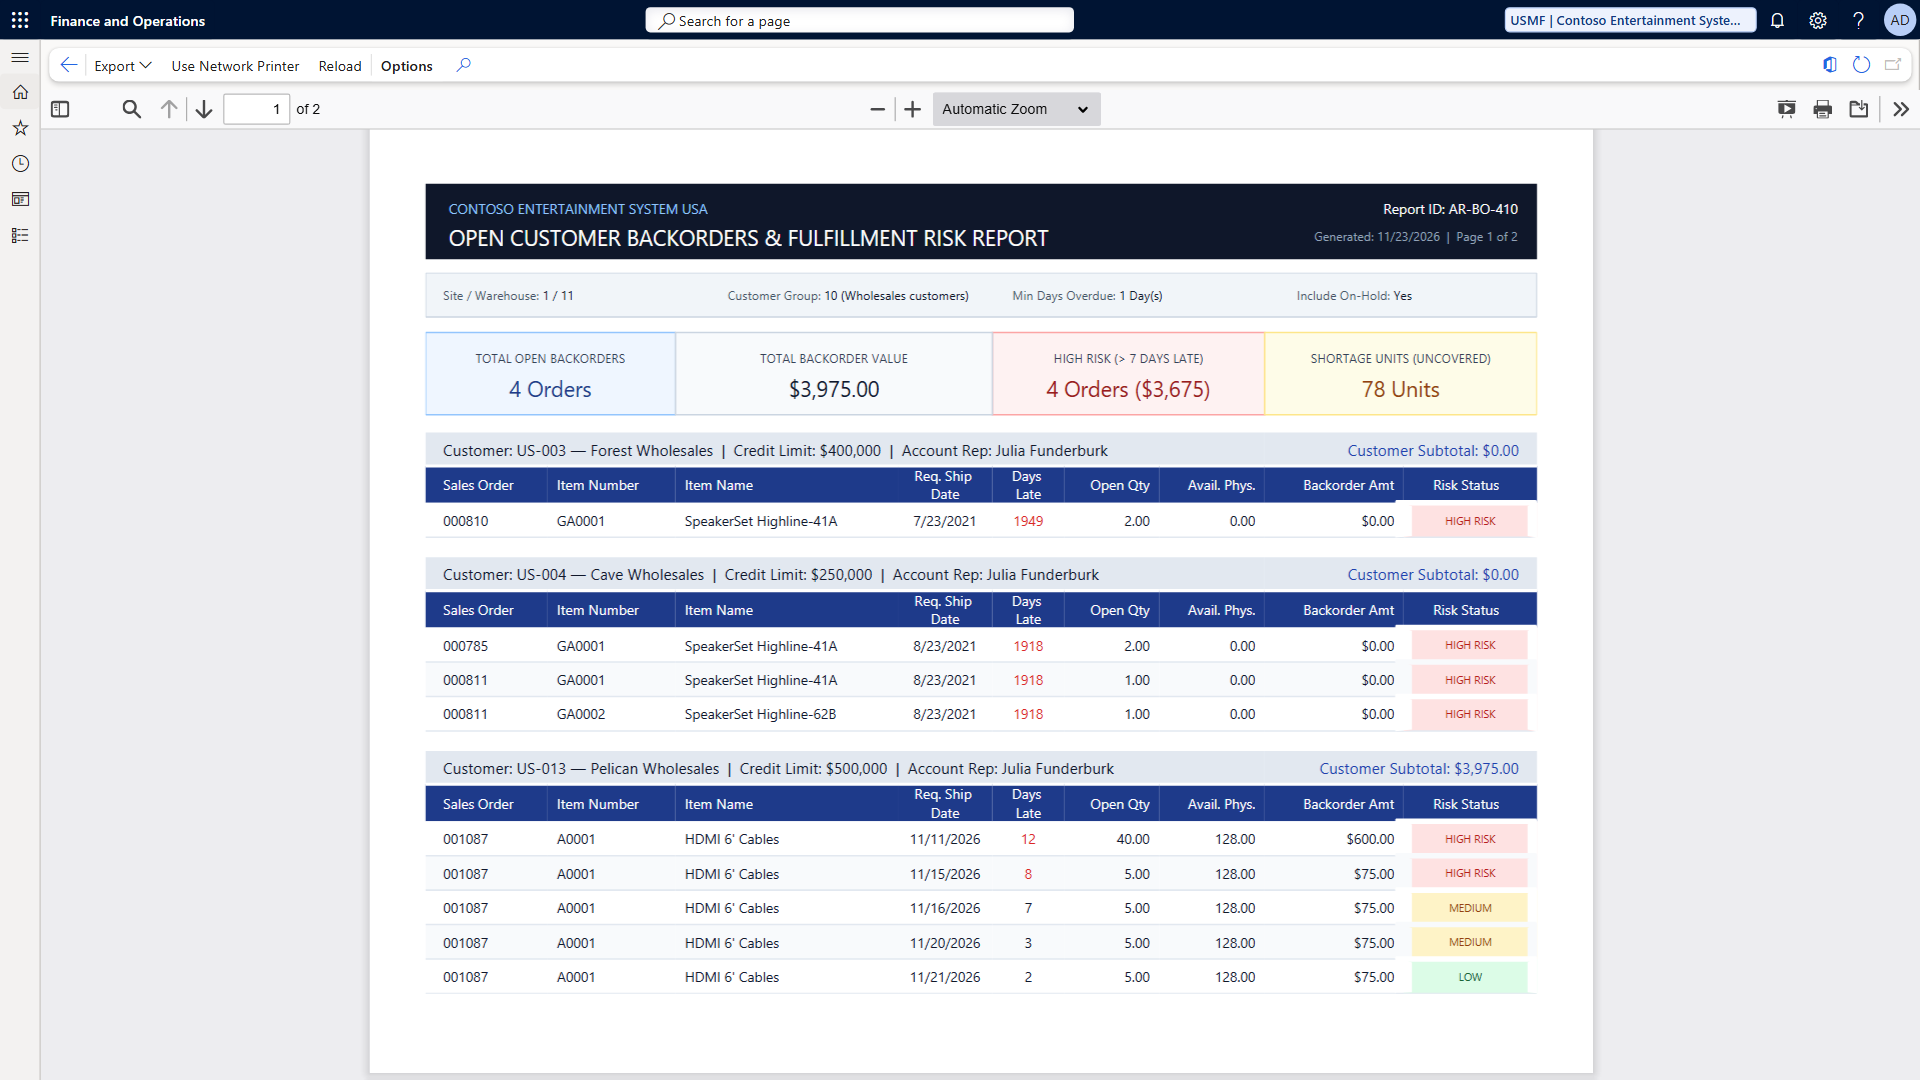 Finance and Operations
Search for a page
USMF | Contoso Entertainment Syste...
AD
Export
Use Network Printer
Reload
Options
1 of 2
Automatic Zoom
CONTOSO ENTERTAINMENT SYSTEM USA
Report ID: AR-BO-410
OPEN CUSTOMER BACKORDERS & FULFILLMENT RISK REPORT
Generated: 11/23/2026 | Page 1 of 2
Site / Warehouse: 1 / 11
Customer Group: 10 (Wholesales customers)
Min Days Overdue: 1 Day(s)
Include On-Hold: Yes
TOTAL OPEN BACKORDERS
4 Orders
TOTAL BACKORDER VALUE
$3,975.00
HIGH RISK (> 7 DAYS LATE)
4 Orders ($3,675)
SHORTAGE UNITS (UNCOVERED)
78 Units
Customer: US-003 — Forest Wholesales | Credit Limit: $400,000 | Account Rep: Julia Funderburk Customer Subtotal: $0.00
Sales Order Item Number Item Name Req. Ship Date Days Late Open Qty Avail. Phys. Backorder Amt Risk Status
000810 GA0001 SpeakerSet Highline-41A 7/23/2021 1949 2.00 0.00 $0.00 HIGH RISK
Customer: US-004 — Cave Wholesales | Credit Limit: $250,000 | Account Rep: Julia Funderburk Customer Subtotal: $0.00
Sales Order Item Number Item Name Req. Ship Date Days Late Open Qty Avail. Phys. Backorder Amt Risk Status
000785 GA0001 SpeakerSet Highline-41A 8/23/2021 1918 2.00 0.00 $0.00 HIGH RISK
000811 GA0001 SpeakerSet Highline-41A 8/23/2021 1918 1.00 0.00 $0.00 HIGH RISK
000811 GA0002 SpeakerSet Highline-62B 8/23/2021 1918 1.00 0.00 $0.00 HIGH RISK
Customer: US-013 — Pelican Wholesales | Credit Limit: $500,000 | Account Rep: Julia Funderburk Customer Subtotal: $3,975.00
Sales Order Item Number Item Name Req. Ship Date Days Late Open Qty Avail. Phys. Backorder Amt Risk Status
001087 A0001 HDMI 6' Cables 11/11/2026 12 40.00 128.00 $600.00 HIGH RISK
001087 A0001 HDMI 6' Cables 11/15/2026 8 5.00 128.00 $75.00 HIGH RISK
001087 A0001 HDMI 6' Cables 11/16/2026 7 5.00 128.00 $75.00 MEDIUM
001087 A0001 HDMI 6' Cables 11/20/2026 3 5.00 128.00 $75.00 MEDIUM
001087 A0001 HDMI 6' Cables 11/21/2026 2 5.00 128.00 $75.00 LOW